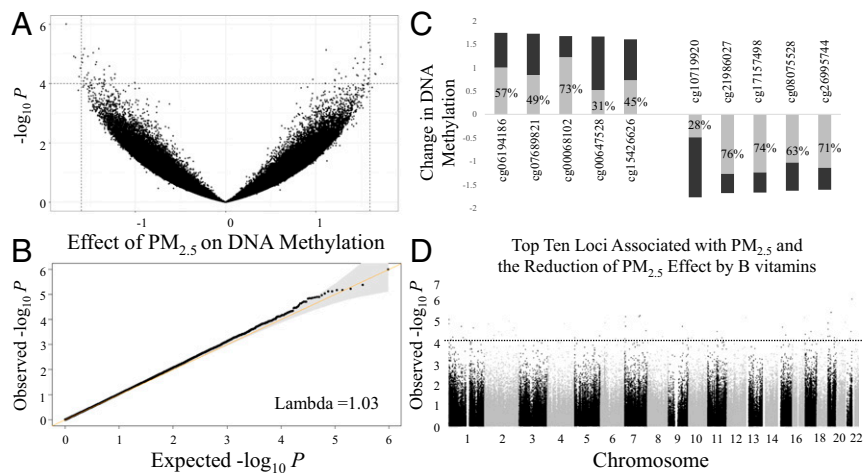 A
6
4
2
0
-log10 P
-1
0
1
Effect of PM2.5 on DNA Methylation
B
6
5
4
3
2
1
0
Observed -log10 P
Lambda =1.03
0
1
2
3
4
5
6
Expected -log10 P
C
2
1.5
1
0.5
0
-0.5
-1
-1.5
-2
Change in DNA
Methylation
57%
49%
73%
31%
45%
cg06194186
cg07689821
cg00068102
cg00647528
cg15426626
cg10719920
cg21986027
cg17157498
cg08075528
cg26995744
28%
76%
74%
63%
71%
Top Ten Loci Associated with PM2.5 and
the Reduction of PM2.5 Effect by B vitamins
D
7
6
5
4
3
2
1
0
Observed -log10 P
1
2
3
4
5
6
7
8
9
10
11
12
13
14
16
18
20
22
Chromosome